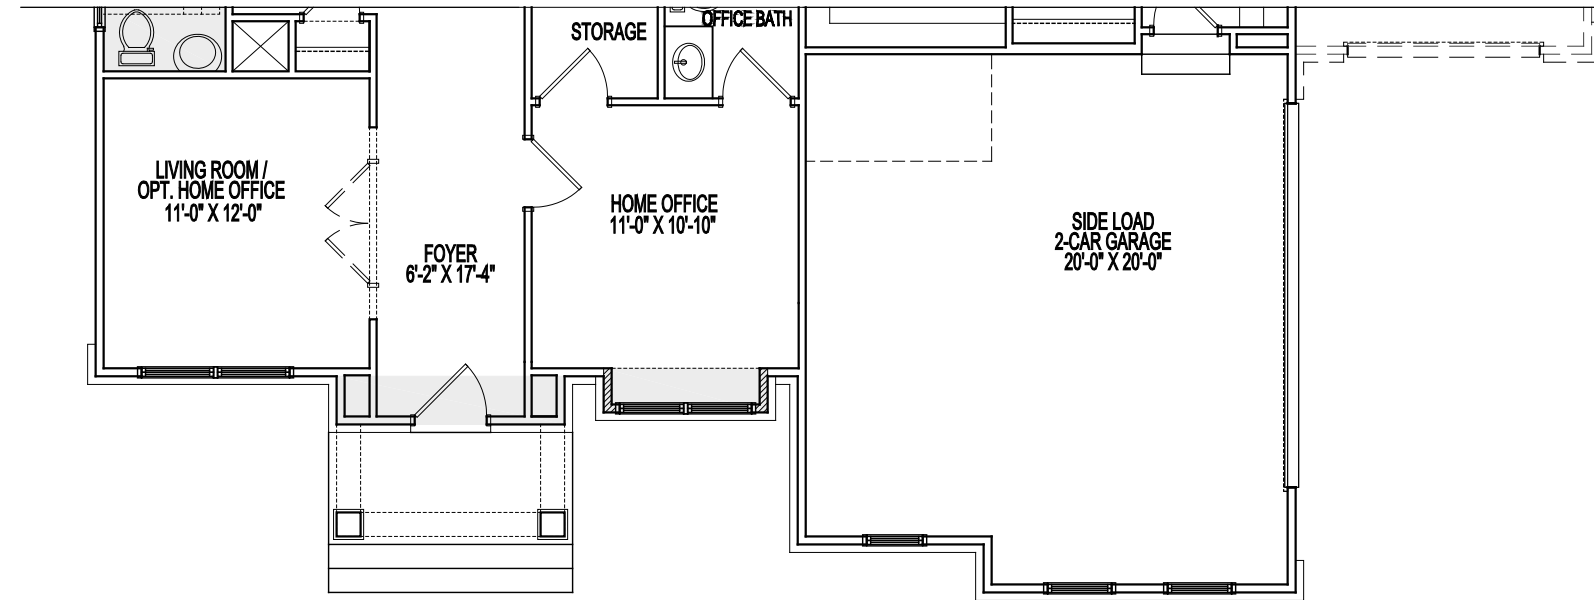 OFFICE BATH
STORAGE
LIVING ROOM /
OPT. HOME OFFICE
11'-0" X 12'-0"
HOME OFFICE
11'-0" X 10'-10"
FOYER
6'-2" X 17'-4"
SIDE LOAD
2-CAR GARAGE
20'-0" X 20'-0"